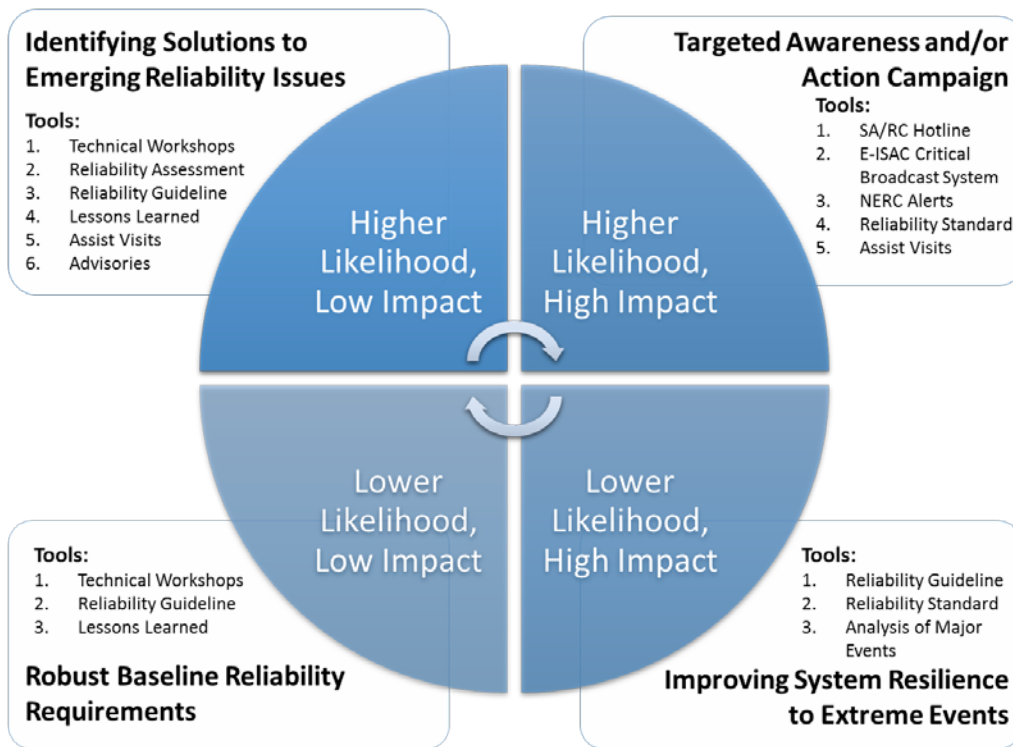 Identifying Solutions to
Emerging Reliability Issues
Tools:
1. Technical Workshops
2. Reliability Assessment
3. Reliability Guideline
4. Lessons Learned
5. Assist Visits
6. Advisories
Targeted Awareness and/or
Action Campaign
Tools:
1. SA/RC Hotline
2. E-ISAC Critical
Broadcast System
3. NERC Alerts
4. Reliability Standard
5. Assist Visits
Higher
Likelihood,
Low Impact
Higher
Likelihood,
High Impact
Lower
Likelihood,
Low Impact
Lower
Likelihood,
High Impact
Tools:
1. Technical Workshops
2. Reliability Guideline
3. Lessons Learned
Robust Baseline Reliability
Requirements
Tools:
1. Reliability Guideline
2. Reliability Standard
3. Analysis of Major
Events
Improving System Resilience
to Extreme Events